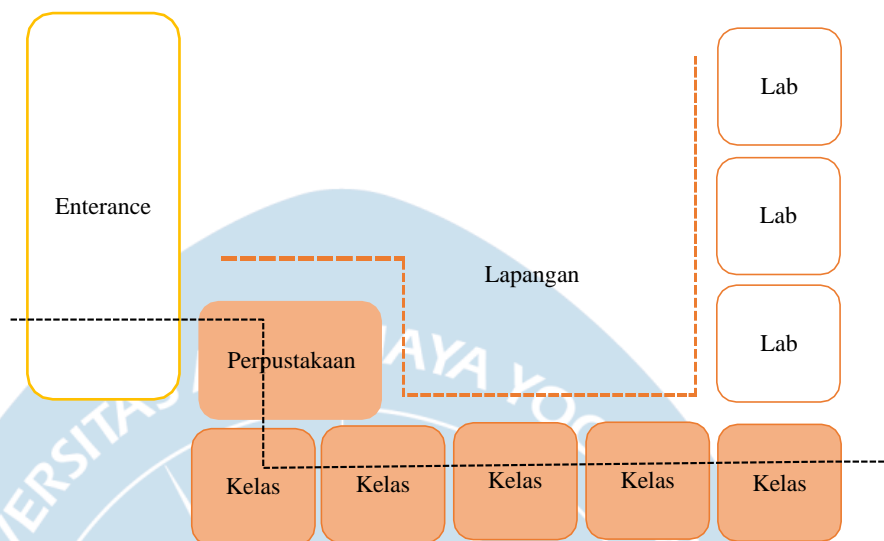 Lab
Enterance
Lab
Lapangan
Lab
Perpustakaan
Kelas
Kelas
Kelas
Kelas
Kelas